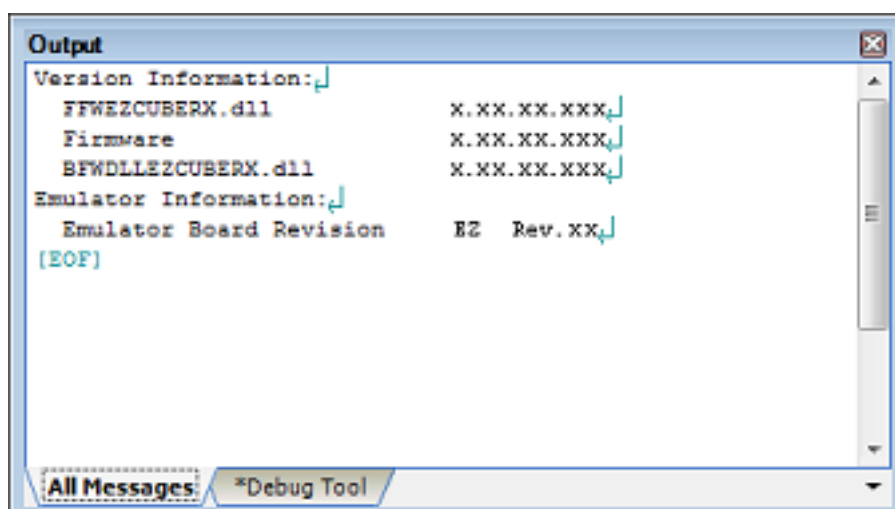 Output
Version Information:
FFWEZCUBERX.dll x.xx.xx.xxx
Firmware x.xx.xx.xxx
BFWDLLEZCUBERX.dll x.xx.xx.xxx
Emulator Information:
Emulator Board Revision EZ Rev.xx
[EOF]
All Messages *Debug Tool